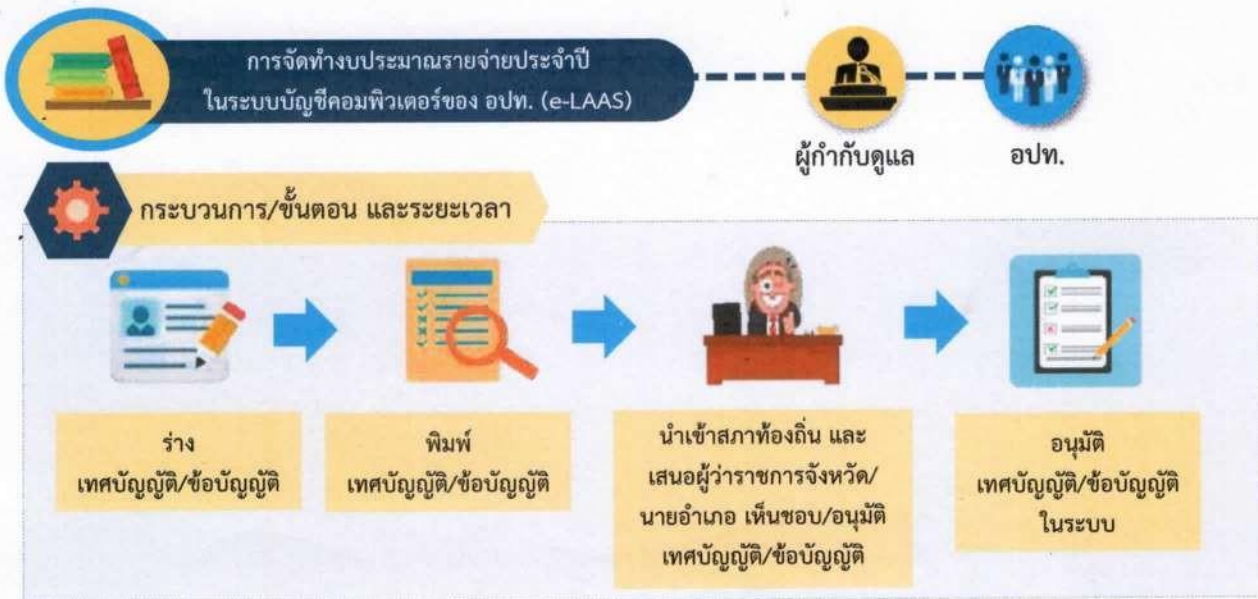 การจัดทำงบประมาณรายจ่ายประจำปี
ในระบบบัญชีคอมพิวเตอร์ของ อปท. (e-LAAS)
ผู้กำกับดูแล
อปท.
กระบวนการ/ขั้นตอน และระยะเวลา
ร่าง
เทศบัญญัติ/ข้อบัญญัติ
พิมพ์
เทศบัญญัติ/ข้อบัญญัติ
นำเข้าสภาท้องถิ่น และ
เสนอผู้ว่าราชการจังหวัด/
นายอำเภอ เห็นชอบ/อนุมัติ
เทศบัญญัติ/ข้อบัญญัติ
อนุมัติ
เทศบัญญัติ/ข้อบัญญัติ
ในระบบ